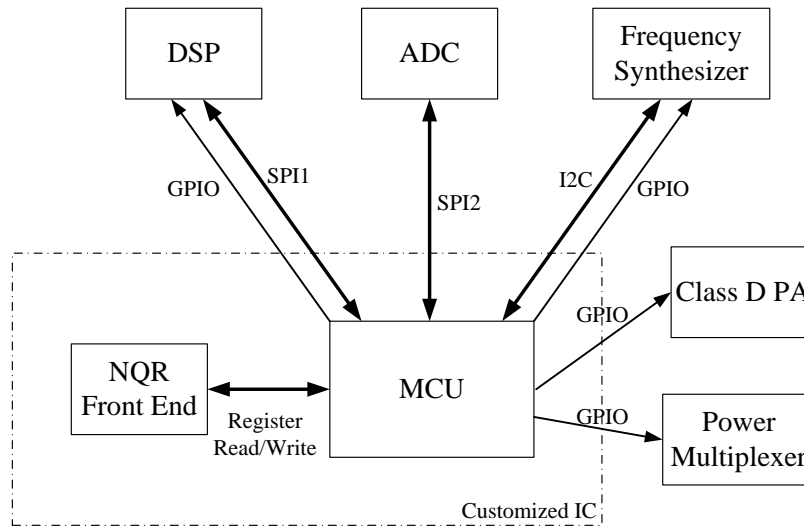 DSP
ADC
Frequency
Synthesizer
GPIO
SPI1
SPI2
I2C
GPIO
Class D PA
GPIO
NQR
Front End
MCU
Register
Read/Write
GPIO
Power
Multiplexer
Customized IC